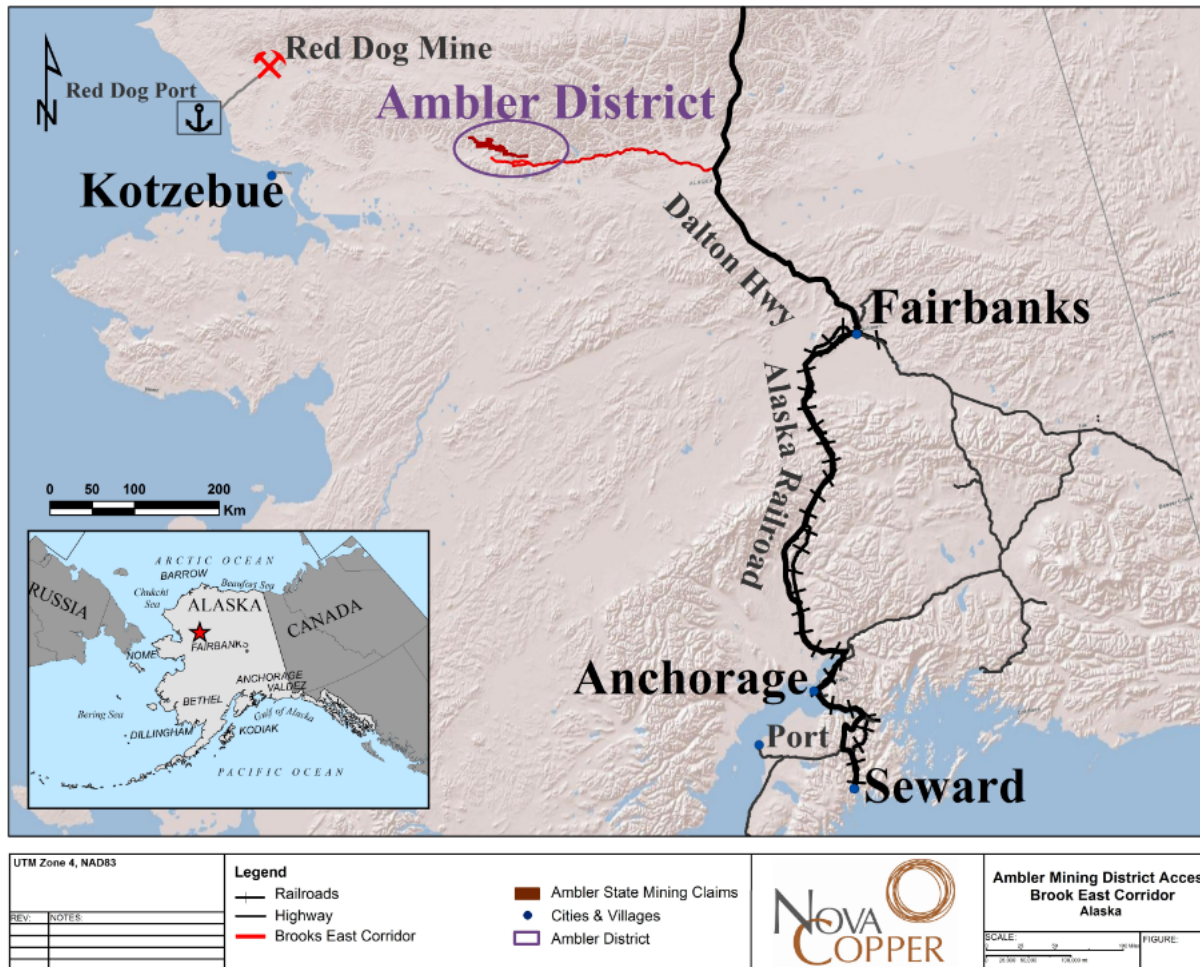 Red Dog Mine
Red Dog Port
N
Ambler District
Kotzebue
ALASKA
Dalton Hwy
Fairbanks
Alaska Railroad
0 50 100 200
Km
Anchorage
Port
Seward
ARCTIC OCEAN
BARROW
Beaufort Sea
Chukchi
Sea
RUSSIA
ALASKA
CANADA
FAIRBANK
NOME
ANCHORAGE
VALDEZ
BETHEL
Gulf of Alaska
Bering Sea
DILLINGHAM
KODIAK
PACIFIC OCEAN
UTM Zone 4, NAD83
REV: NOTES:
Legend
Railroads
Highway
Brooks East Corridor
Ambler State Mining Claims
Cities & Villages
Ambler District
NOVA
COPPER
Ambler Mining District Acces
Brook East Corridor
Alaska
SCALE:
FIGURE: